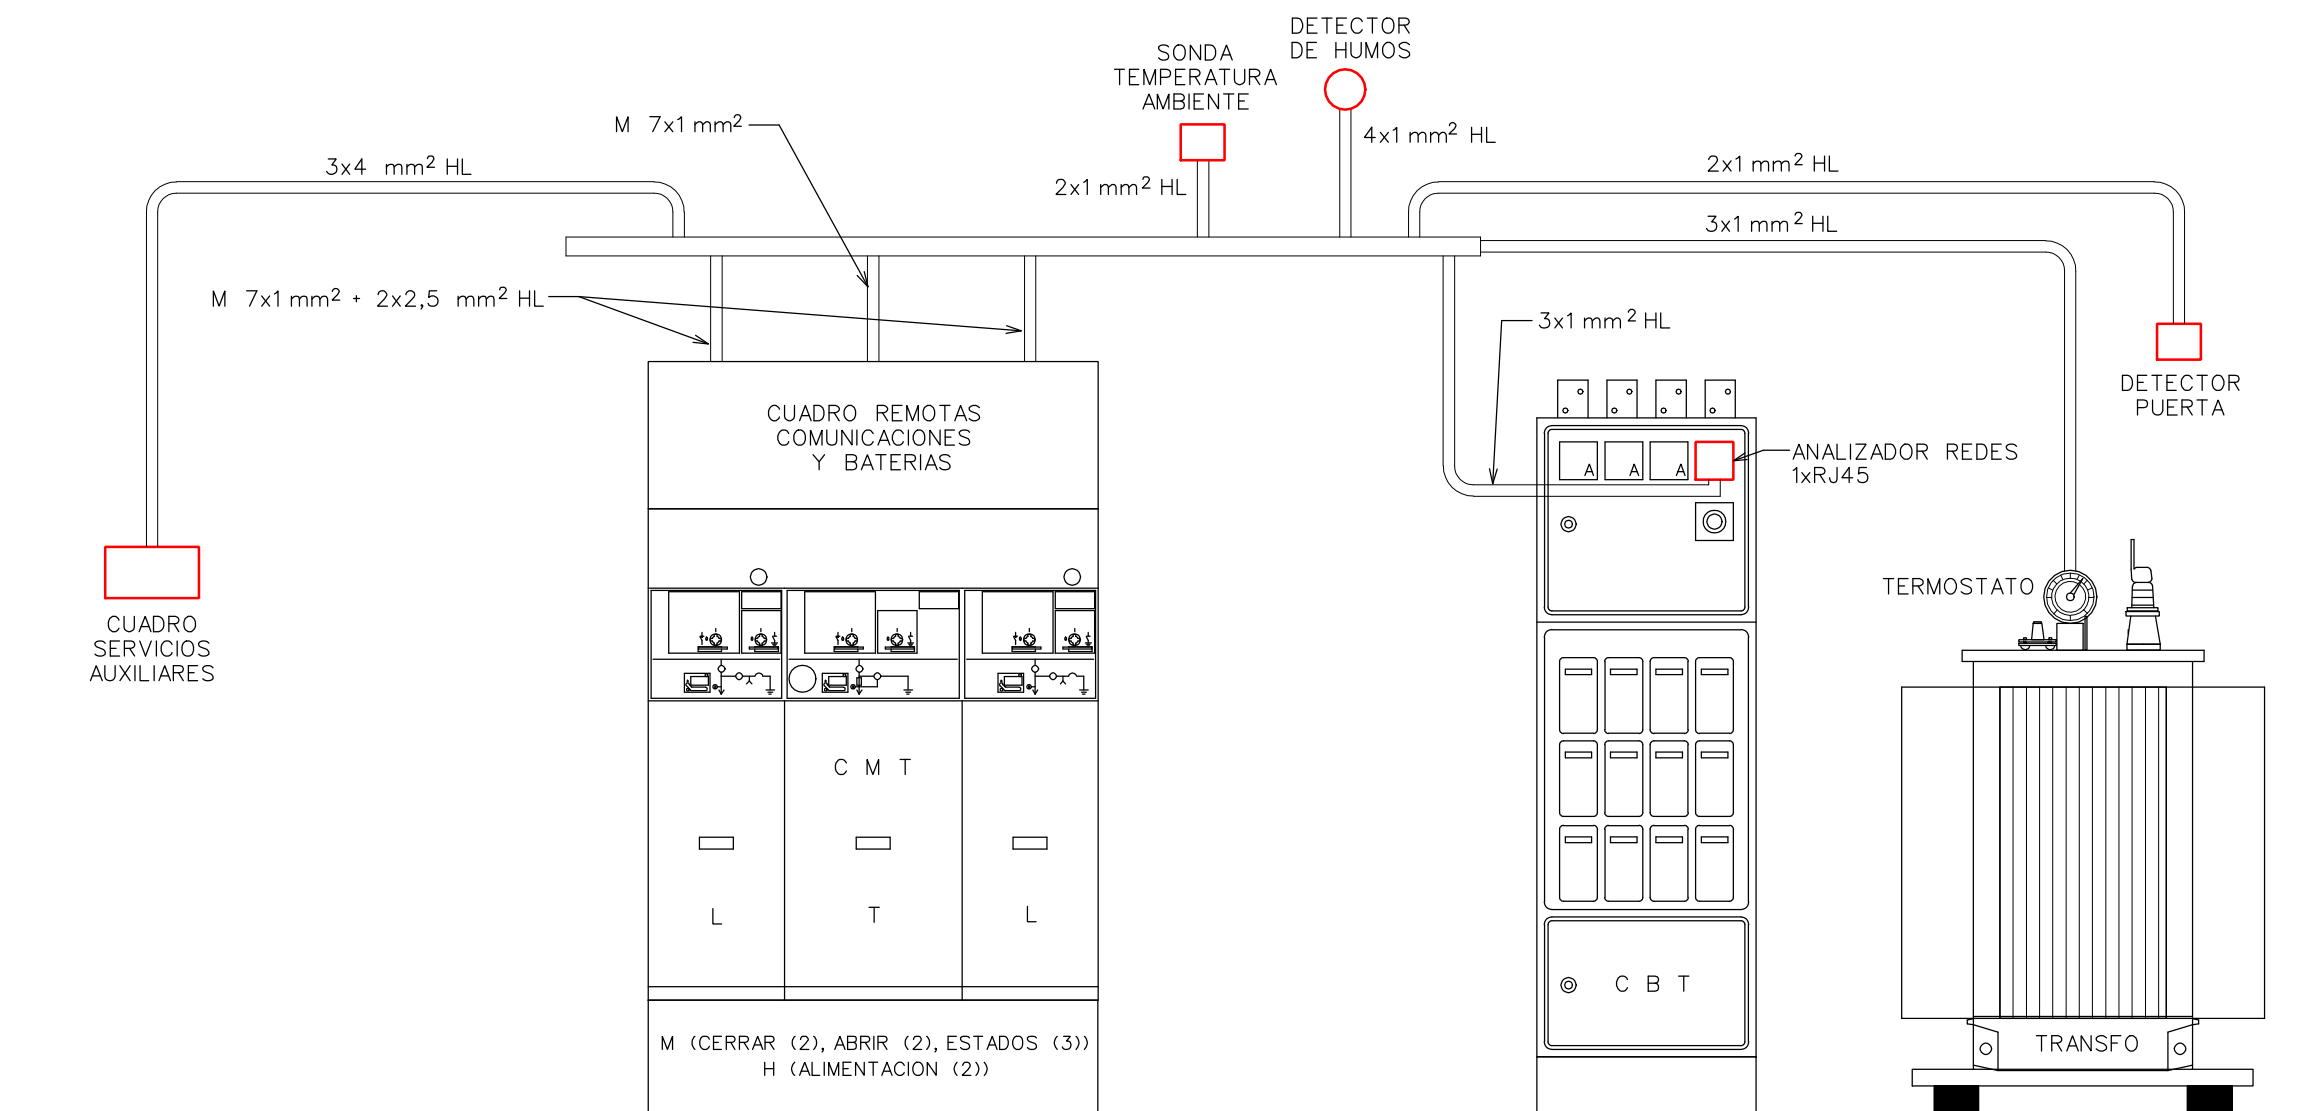 DETECTOR
DE HUMOS
SONDA
TEMPERATURA
AMBIENTE
M 7x1 mm²
4x1 mm² HL
3x4 mm² HL
2x1 mm² HL
2x1 mm² HL
3x1 mm² HL
M 7x1 mm² + 2x2,5 mm² HL
3x1 mm² HL
DETECTOR
PUERTA
CUADRO REMOTAS
COMUNICACIONES
Y BATERIAS
A A A
ANALIZADOR REDES
1xRJ45
TERMOSTATO
CUADRO
SERVICIOS
AUXILIARES
C M T
L T L
C B T
M (CERRAR (2), ABRIR (2), ESTADOS (3))
H (ALIMENTACION (2))
TRANSFO